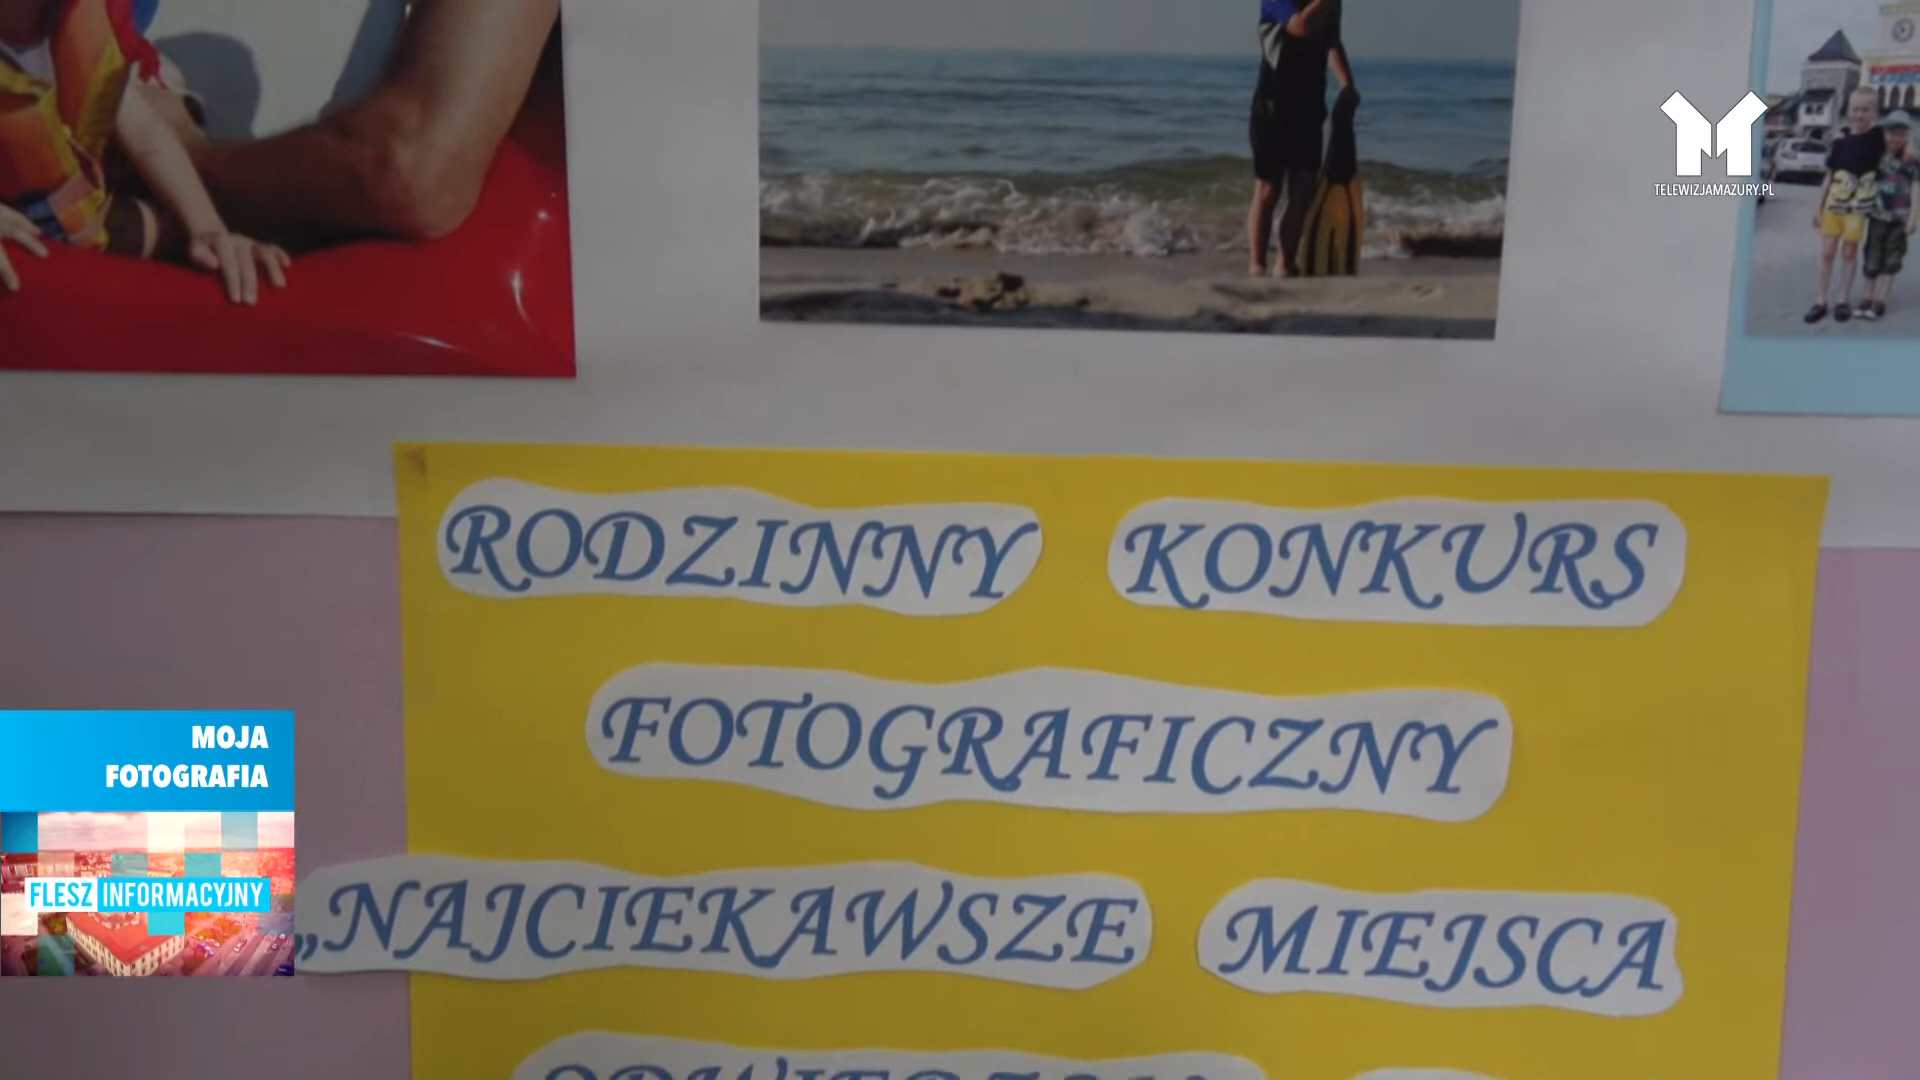 TELEWIZJAMAZURY.PL
RODZINNY KONKURS
FOTOGRAFICZNY
„NAJCIEKAWSZE MIEJSCA
MOJA
FOTOGRAFIA
FLESZ INFORMACYJNY